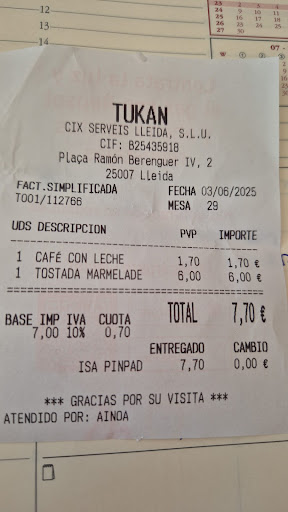 12
13
14
TUKAN
CIX SERVEIS LLEIDA, S.L.U.
CIF: B25435918
Plaça Ramón Berenguer IV, 2
25007 Lleida
FACT.SIMPLIFICADA FECHA 03/06/2025
T001/112766 MESA 29
UDS DESCRIPCION PVP IMPORTE
1 CAFÉ CON LECHE 1,70 1,70 €
1 TOSTADA MARMELADE 6,00 6,00 €
BASE IMP IVA CUOTA TOTAL 7,70 €
7,00 10% 0,70
ENTREGADO CAMBIO
ISA PINPAD 7,70 0,00 €
*** GRACIAS POR SU VISITA ***
ATENDIDO POR: AINOA